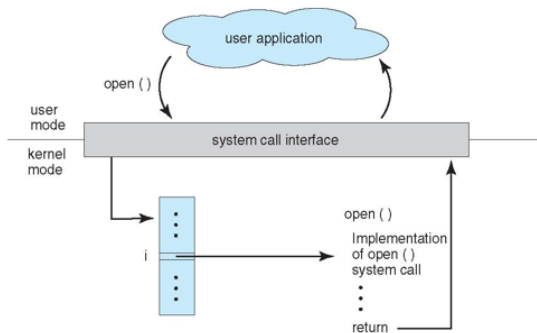 user application
open ( )
user
mode
system call interface
kernel
mode
i
open ( )
Implementation
of open ( )
system call
return